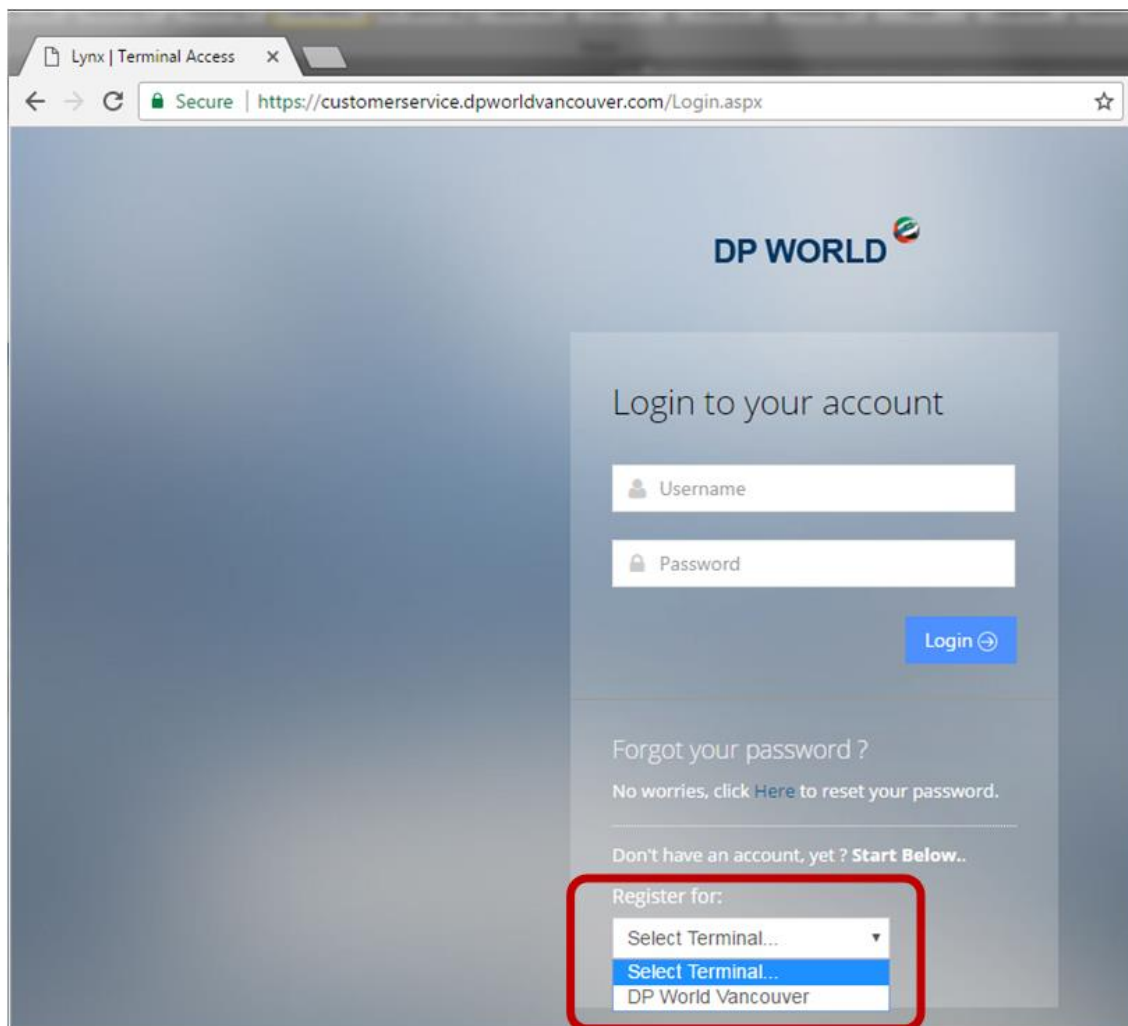 Lynx | Terminal Access
Secure | https://customerservice.dpworldvancouver.com/Login.aspx
DP WORLD
Login to your account
Username
Password
Login
Forgot your password ?
No worries, click Here to reset your password.
Don't have an account, yet ? Start Below..
Register for:
Select Terminal...
Select Terminal...
DP World Vancouver